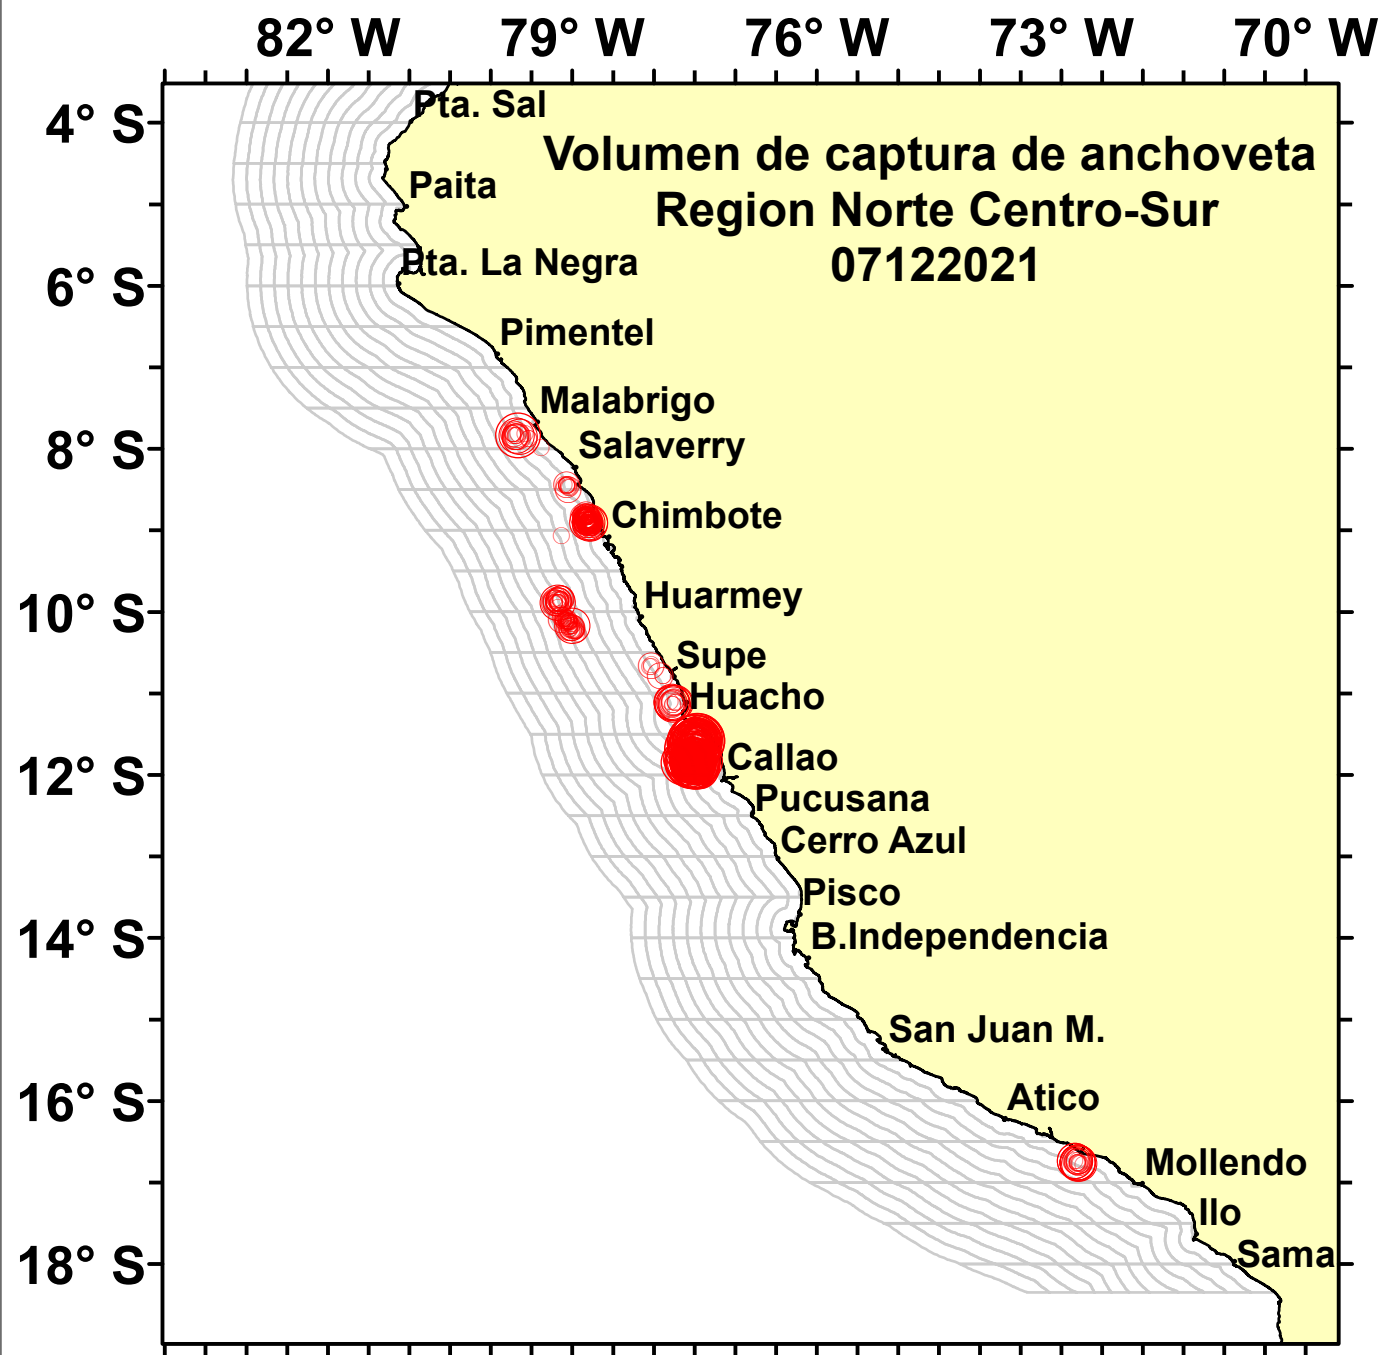 82° W 79° W 76° W 73° W 70° W
4° S
6° S
8° S
10° S
12° S
14° S
16° S
18° S
Volumen de captura de anchoveta
Region Norte Centro-Sur
07122021
Pta. Sal
Paita
Pta. La Negra
Pimentel
Malabrigo
Salaverry
Chimbote
Huarmey
Supe
Huacho
Callao
Pucusana
Cerro Azul
Pisco
B.Independencia
San Juan M.
Atico
Mollendo
Ilo
Sama